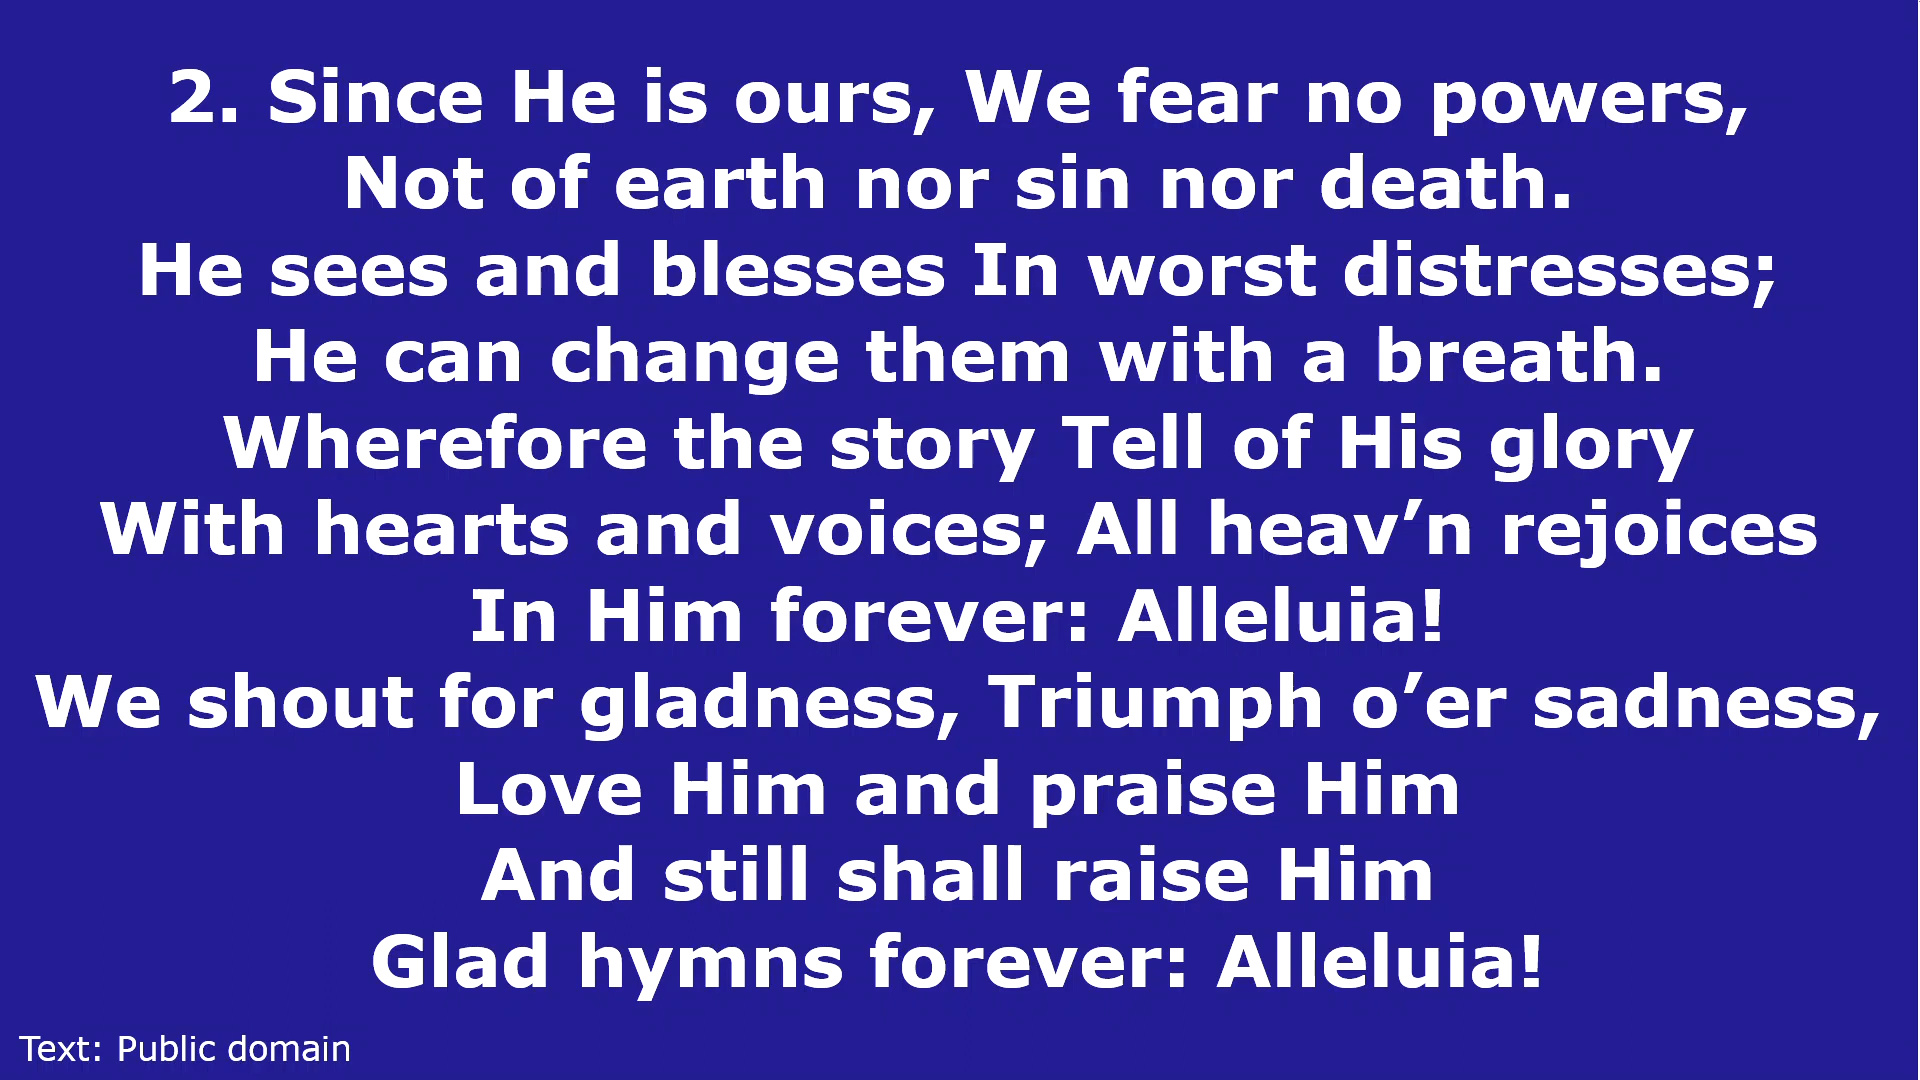 2. Since He is ours, We fear no powers,
Not of earth nor sin nor death.
He sees and blesses In worst distresses;
He can change them with a breath.
Wherefore the story Tell of His glory
With hearts and voices; All heav’n rejoices
In Him forever: Alleluia!
We shout for gladness, Triumph o’er sadness,
Love Him and praise Him
And still shall raise Him
Glad hymns forever: Alleluia!
Text: Public domain